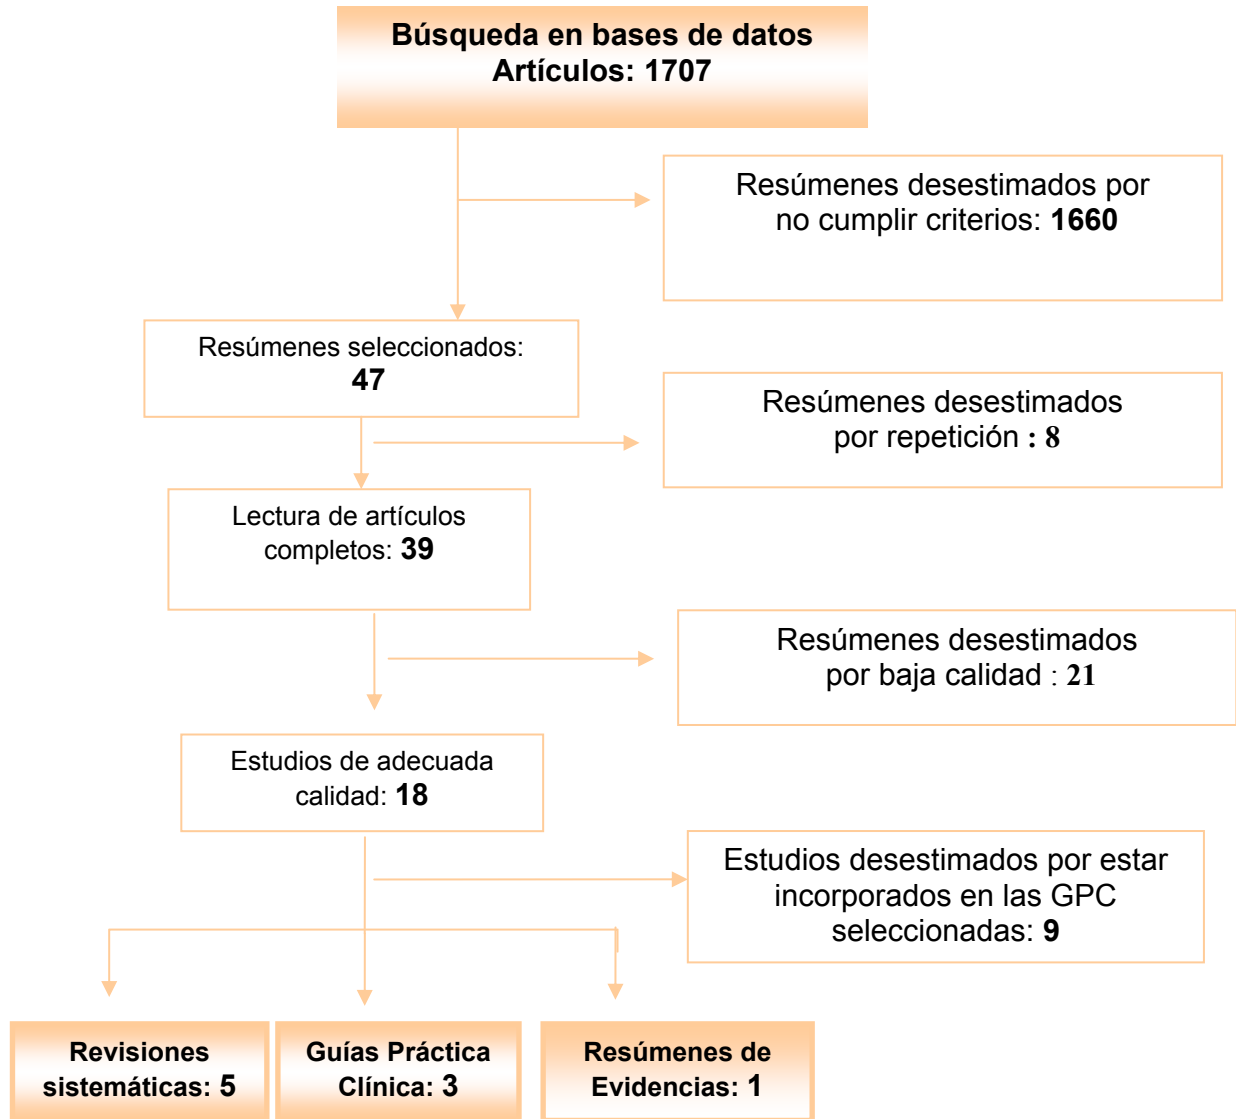 Búsqueda en bases de datos
Artículos: 1707
Resúmenes desestimados por
no cumplir criterios: 1660
Resúmenes seleccionados:
47
Resúmenes desestimados
por repetición : 8
Lectura de artículos
completos: 39
Resúmenes desestimados
por baja calidad : 21
Estudios de adecuada
calidad: 18
Estudios desestimados por estar
incorporados en las GPC
seleccionadas: 9
Revisiones
sistemáticas: 5
Guías Práctica
Clínica: 3
Resúmenes de
Evidencias: 1